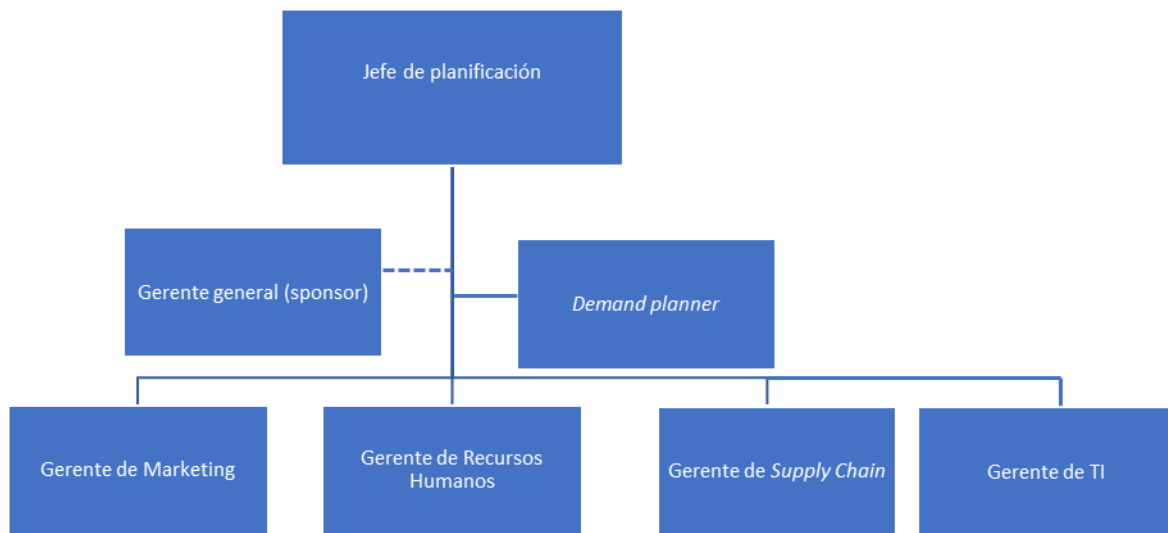 Jefe de planificación
Gerente general (sponsor)
Demand planner
Gerente de Marketing
Gerente de Recursos
Humanos
Gerente de Supply Chain
Gerente de TI